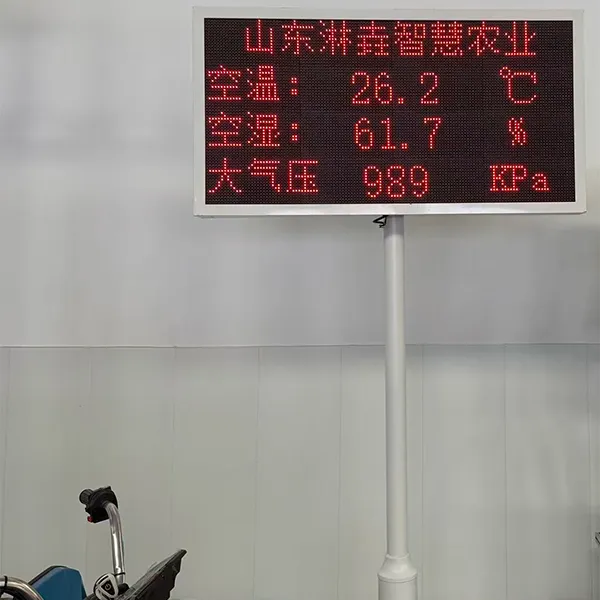 山东淋垚智慧农业
空温: 26.2 ℃
空湿: 61.7 %
大气压 989 KPa